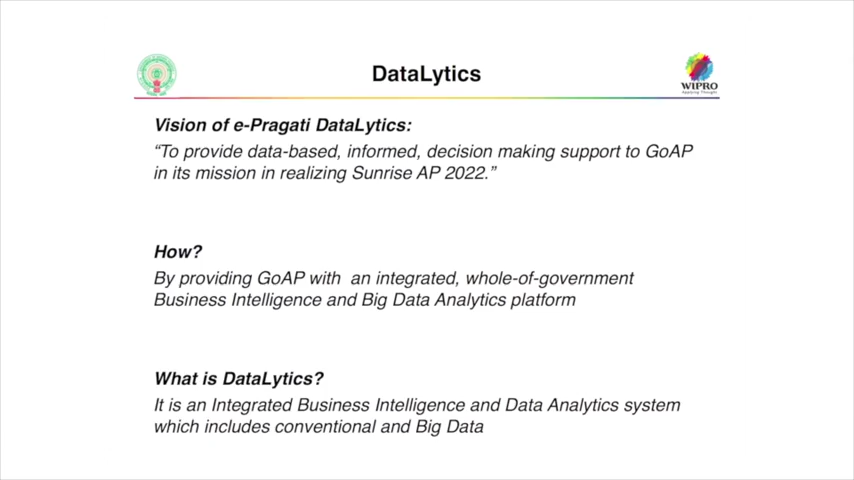 DataLytics
WIPRO
Applying Thought
Vision of e-Pragati DataLytics:
“To provide data-based, informed, decision making support to GoAP
in its mission in realizing Sunrise AP 2022.”
How?
By providing GoAP with  an integrated, whole-of-government
Business Intelligence and Big Data Analytics platform
What is DataLytics?
It is an Integrated Business Intelligence and Data Analytics system
which includes conventional and Big Data